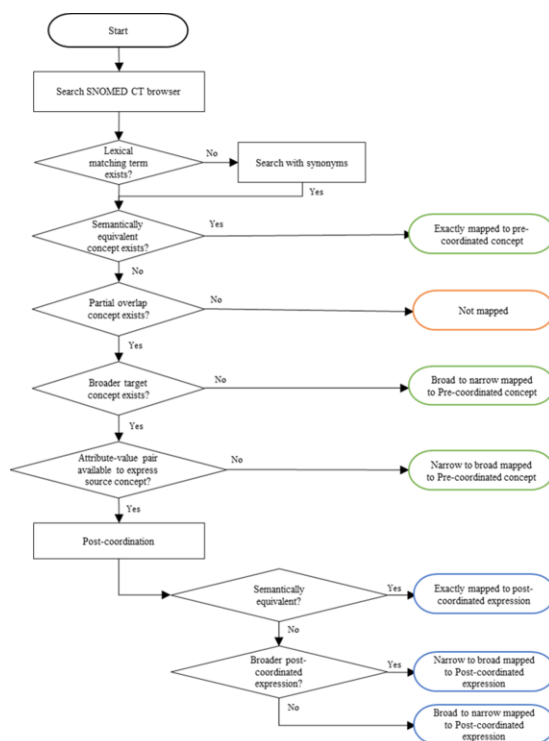 Start
Search SNOMED CT browser
Lexical
matching term
exists?
No
Search with synonyms
Yes
Semantically
equivalent
concept exists?
Yes
Exactly mapped to pre-
coordinated concept
No
Partial overlap
concept exists?
No
Not mapped
Yes
Broader target
concept exists?
No
Broad to narrow mapped
to Pre-coordinated concept
Yes
Attribute-value pair
available to express
source concept?
No
Narrow to broad mapped
to Pre-coordinated concept
Yes
Post-coordination
Semantically
equivalent?
Yes
Exactly mapped to post-
coordinated expression
No
Broader post-
coordinated
expression?
Yes
Narrow to broad mapped
to Post-coordinated
expression
No
Broad to narrow mapped
to Post-coordinated
expression